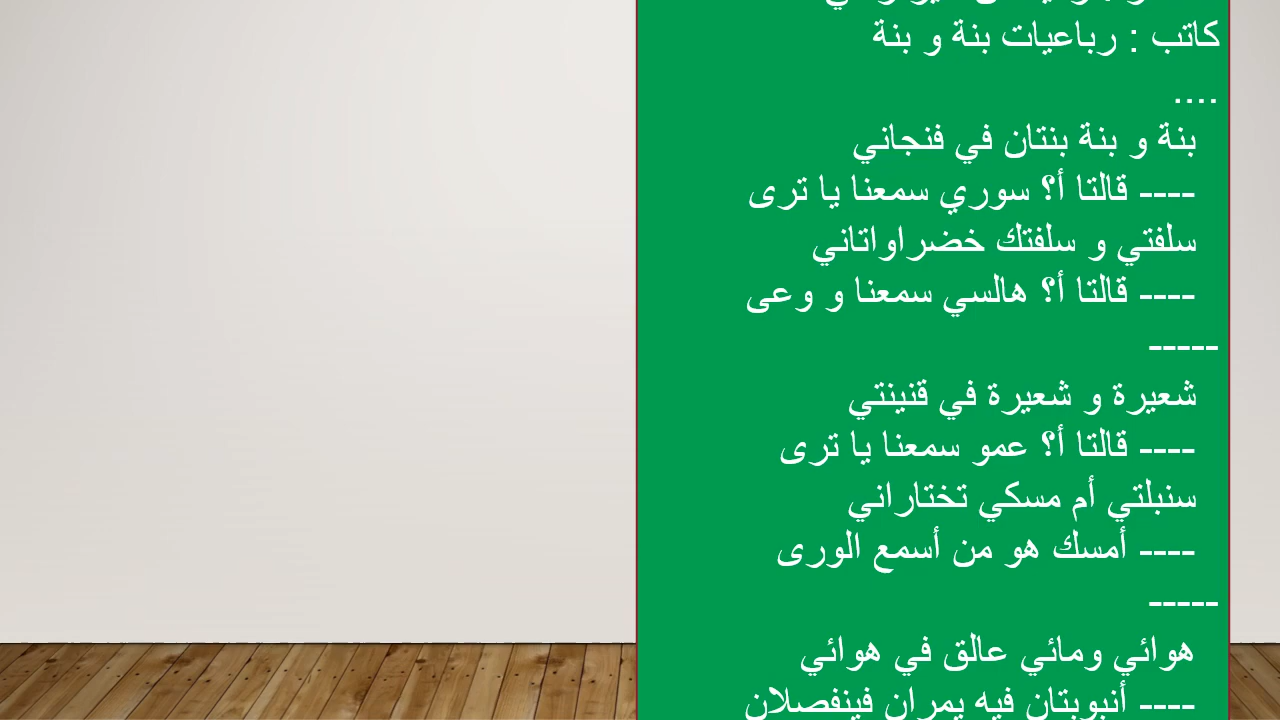 كاتب : رباعيات بنة و بنة
....
بنة و بنة بنتان في فنجاني
---- قالتا أ؟ سوري سمعنا يا ترى
سلفتي و سلفتك خضراواتاني
---- قالتا أ؟ هالسي سمعنا و وعى
-----
شعيرة و شعيرة في قنينتي
---- قالتا أ؟ عمو سمعنا يا ترى
سنبلتي أم مسكي تختاراني
---- أمسك هو من أسمع الورى
-----
هوائي ومائي عالق في هوائي
---- أنبوبتان فيه يمران فينفصلان